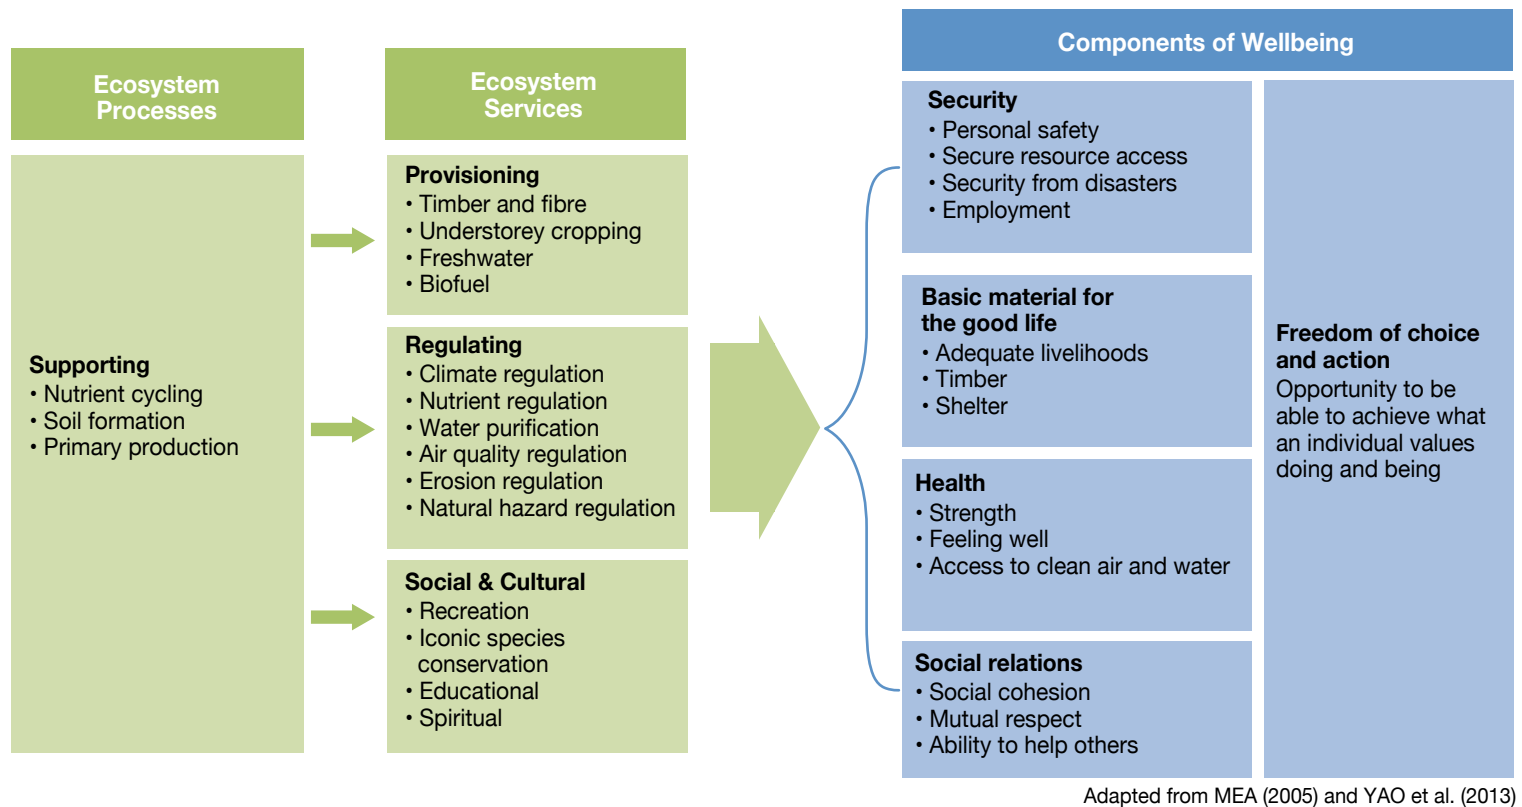 Ecosystem
Processes
Supporting
• Nutrient cycling
• Soil formation
• Primary production
Ecosystem
Services
Provisioning
• Timber and fibre
• Understorey cropping
• Freshwater
• Biofuel
Regulating
• Climate regulation
• Nutrient regulation
• Water purification
• Air quality regulation
• Erosion regulation
• Natural hazard regulation
Social & Cultural
• Recreation
• Iconic species
conservation
• Educational
• Spiritual
Components of Wellbeing
Security
• Personal safety
• Secure resource access
• Security from disasters
• Employment
Basic material for
the good life
• Adequate livelihoods
• Timber
• Shelter
Health
• Strength
• Feeling well
• Access to clean air and water
Social relations
• Social cohesion
• Mutual respect
• Ability to help others
Freedom of choice
and action
Opportunity to be
able to achieve what
an individual values
doing and being
Adapted from MEA (2005) and YAO et al. (2013)